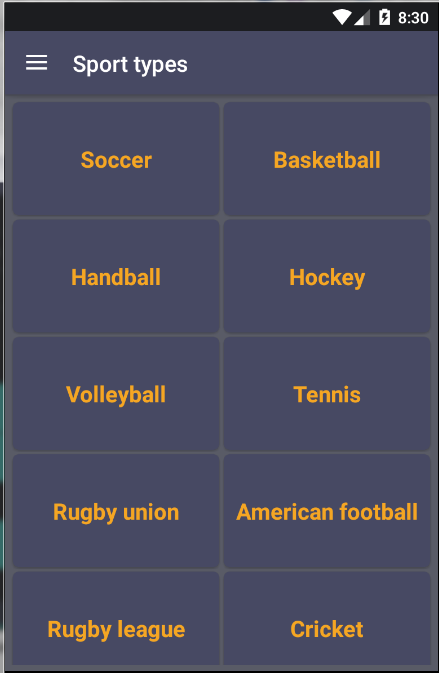 8:30
Sport types
Soccer
Basketball
Handball
Hockey
Volleyball
Tennis
Rugby union
American football
Rugby league
Cricket